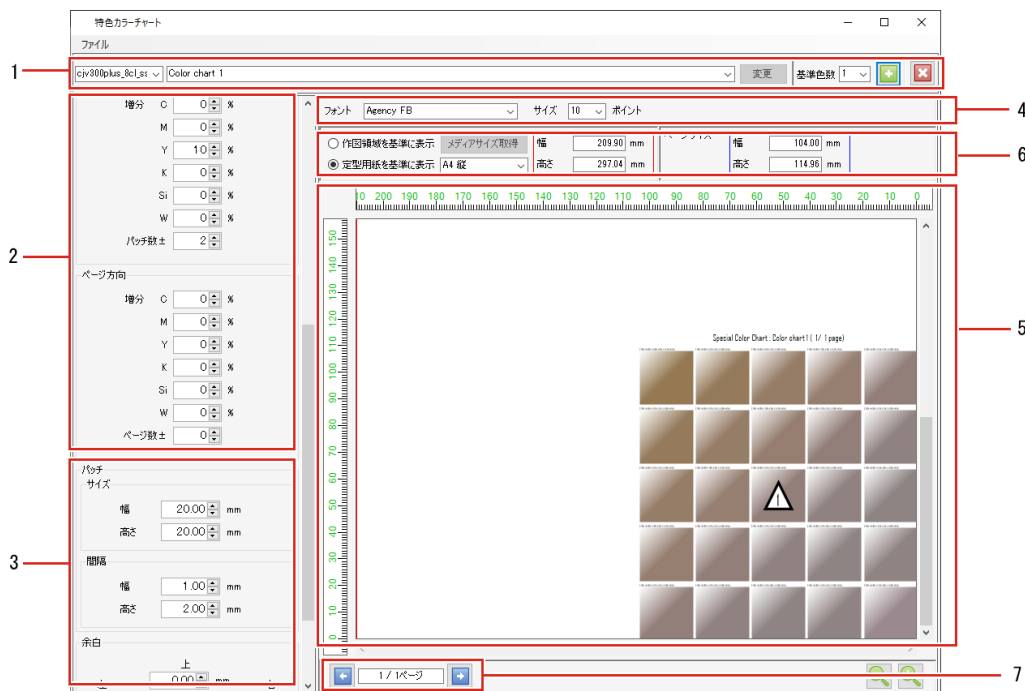 特色カラーチャート
ファイル
1
cjv300plus_8cl_ss Color chart 1 変更 基準色数 1
2
増分 C 0 %
M 0 %
Y 10 %
K 0 %
Si 0 %
W 0 %
パッチ数± 2
ページ方向
増分 C 0 %
M 0 %
Y 0 %
K 0 %
Si 0 %
W 0 %
ページ数± 0
3
パッチ
サイズ
幅 20.00 mm
高さ 20.00 mm
間隔
幅 1.00 mm
高さ 2.00 mm
余白
上
0.00 mm
フォント Agency FB サイズ 10 ポイント
4
作図領域を基準に表示 メディアサイズ取得 幅 209.90 mm 幅 104.00 mm
定型用紙を基準に表示 A4 縦 高さ 297.04 mm 高さ 114.96 mm
6
10 200 190 180 170 160 150 140 130 120 110 100 90 80 70 60 50 40 30 20 10 0
150
140
130
120
110
100
90
80
70
60
50
40
30
20
10
0
Special Color Chart : Color chart1 ( 1/ 1 page)
1
5
1 / 1ページ
7